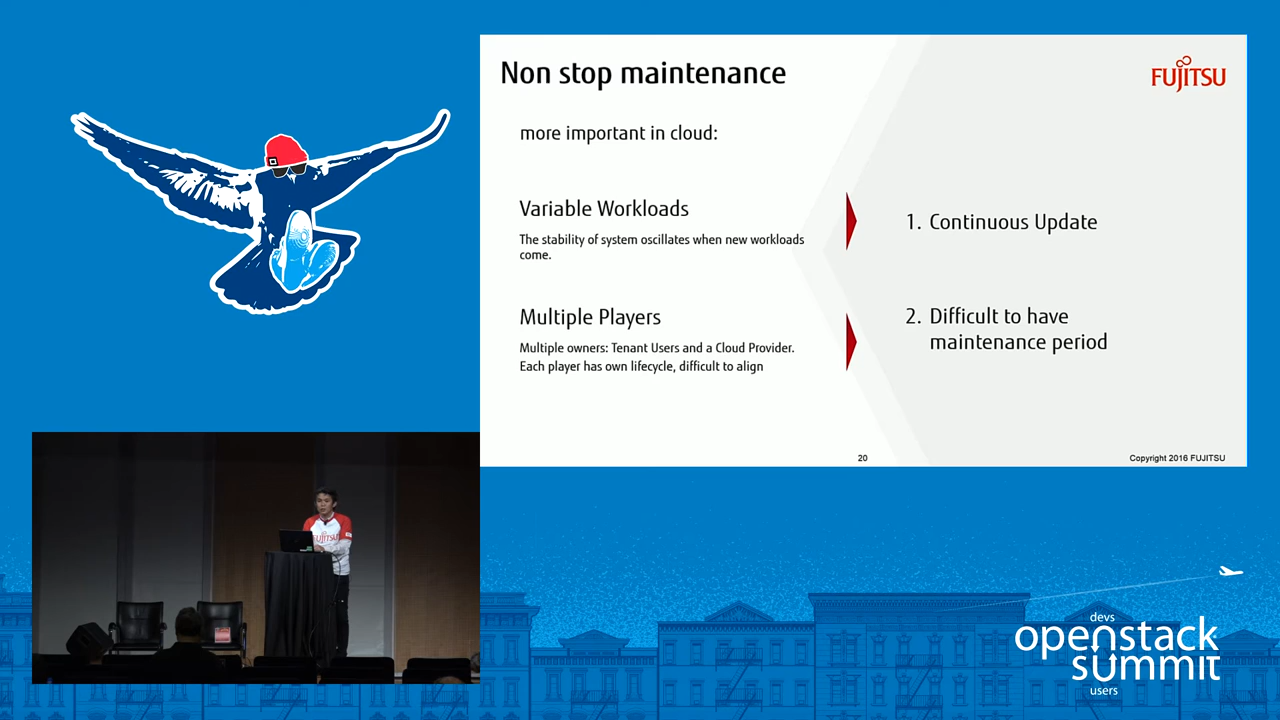 Non stop maintenance
FUJITSU
more important in cloud:
Variable Workloads
The stability of system oscillates when new workloads
come.
1. Continuous Update
Multiple Players
Multiple owners: Tenant Users and a Cloud Provider.
Each player has own lifecycle, difficult to align
2. Difficult to have
maintenance period
20
Copyright 2016 FUJITSU
FUJITSU
devs
openstack
summit
users